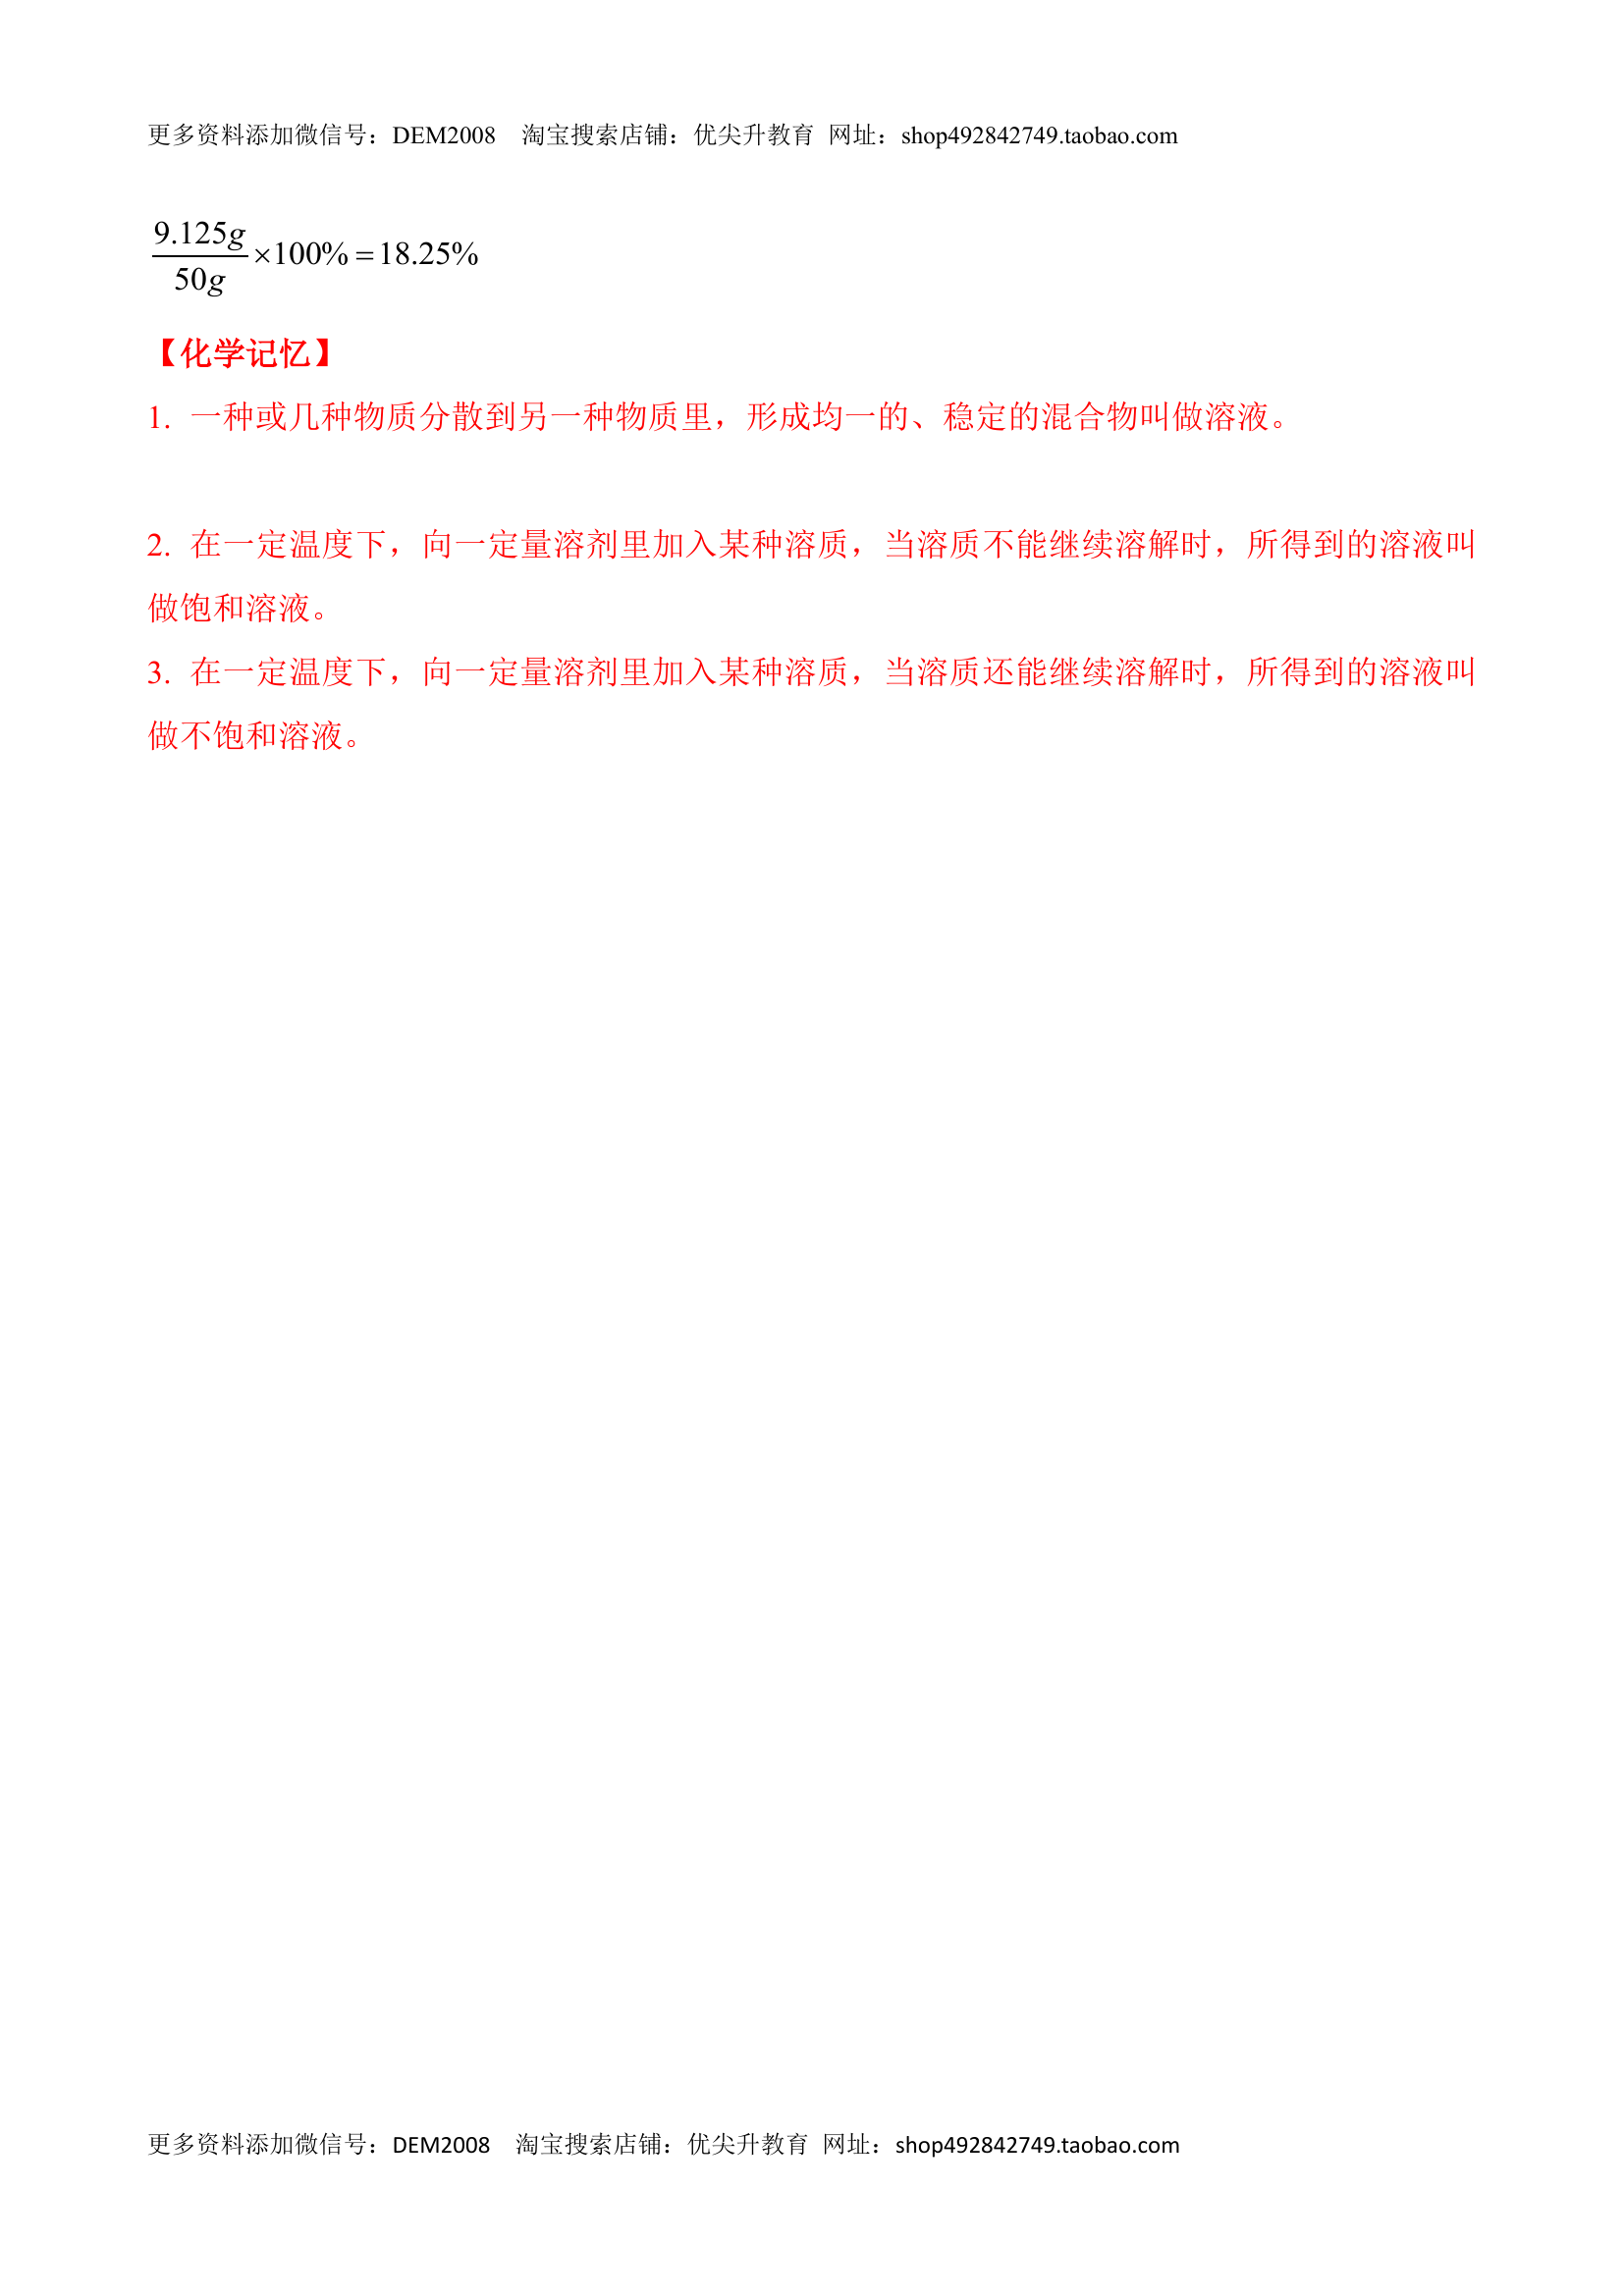 更多资料添加微信号：DEM2008 淘宝搜索店铺：优尖升教育 网址：shop492842749.taobao.com
9.125g/50g ×100%=18.25%
【化学记忆】
1. 一种或几种物质分散到另一种物质里，形成均一的、稳定的混合物叫做溶液。
2. 在一定温度下，向一定量溶剂里加入某种溶质，当溶质不能继续溶解时，所得到的溶液叫
做饱和溶液。
3. 在一定温度下，向一定量溶剂里加入某种溶质，当溶质还能继续溶解时，所得到的溶液叫
做不饱和溶液。
更多资料添加微信号：DEM2008 淘宝搜索店铺：优尖升教育 网址：shop492842749.taobao.com